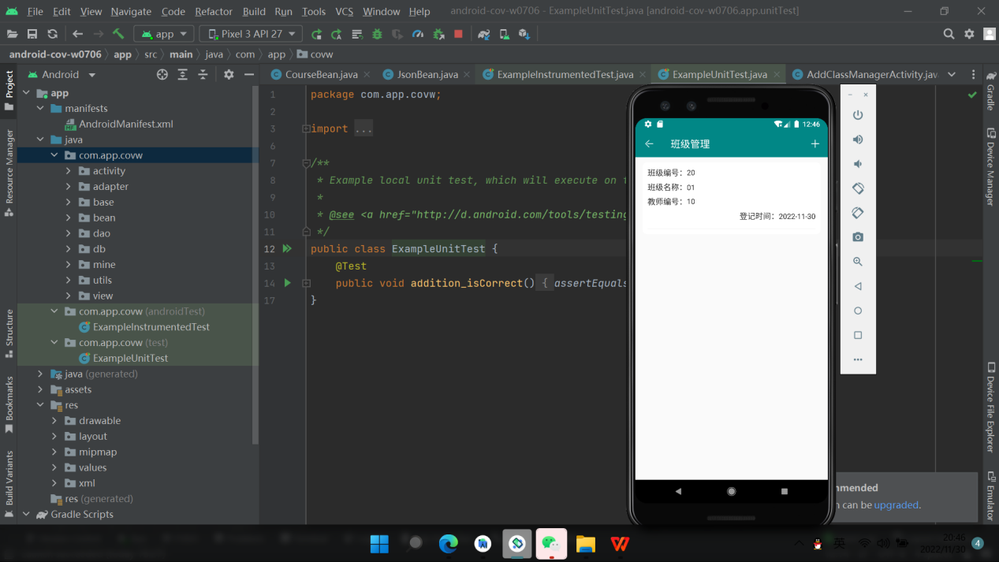 File Edit View Navigate Code Refactor Build Run Tools VCS Window Help android-cov-w0706 - ExampleUnitTest.java [android-cov-w0706.app.unitTest]
app Pixel 3 API 27
android-cov-w0706 app src main java com app covw
Android
CourseBean.java JsonBean.java ExampleInstrumentedTest.java ExampleUnitTest.java AddClassManagerActivity.jav
Project
Resource Manager
Structure
Bookmarks
Build Variants
app
manifests
AndroidManifest.xml
java
com.app.covw
activity
adapter
base
bean
dao
db
mine
utils
view
com.app.covw (androidTest)
ExampleInstrumentedTest
com.app.covw (test)
ExampleUnitTest
java (generated)
assets
res
drawable
layout
mipmap
values
xml
res (generated)
Gradle Scripts
1 package com.app.covw;
2
3 import ...
6
7 /**
8 * Example local unit test, which will execute on t
9 *
10 * @see <a href="http://d.android.com/tools/testing
11 */
12 public class ExampleUnitTest {
13 @Test
14 public void addition_isCorrect() { assertEquals
17 }
12:46
班级管理
班级编号：20
班级名称：01
教师编号：10
登记时间：2022-11-30
mmended
can be upgraded.
Gradle
Device Manager
Device File Explorer
Emulator
英
20:46
2022/11/30
4